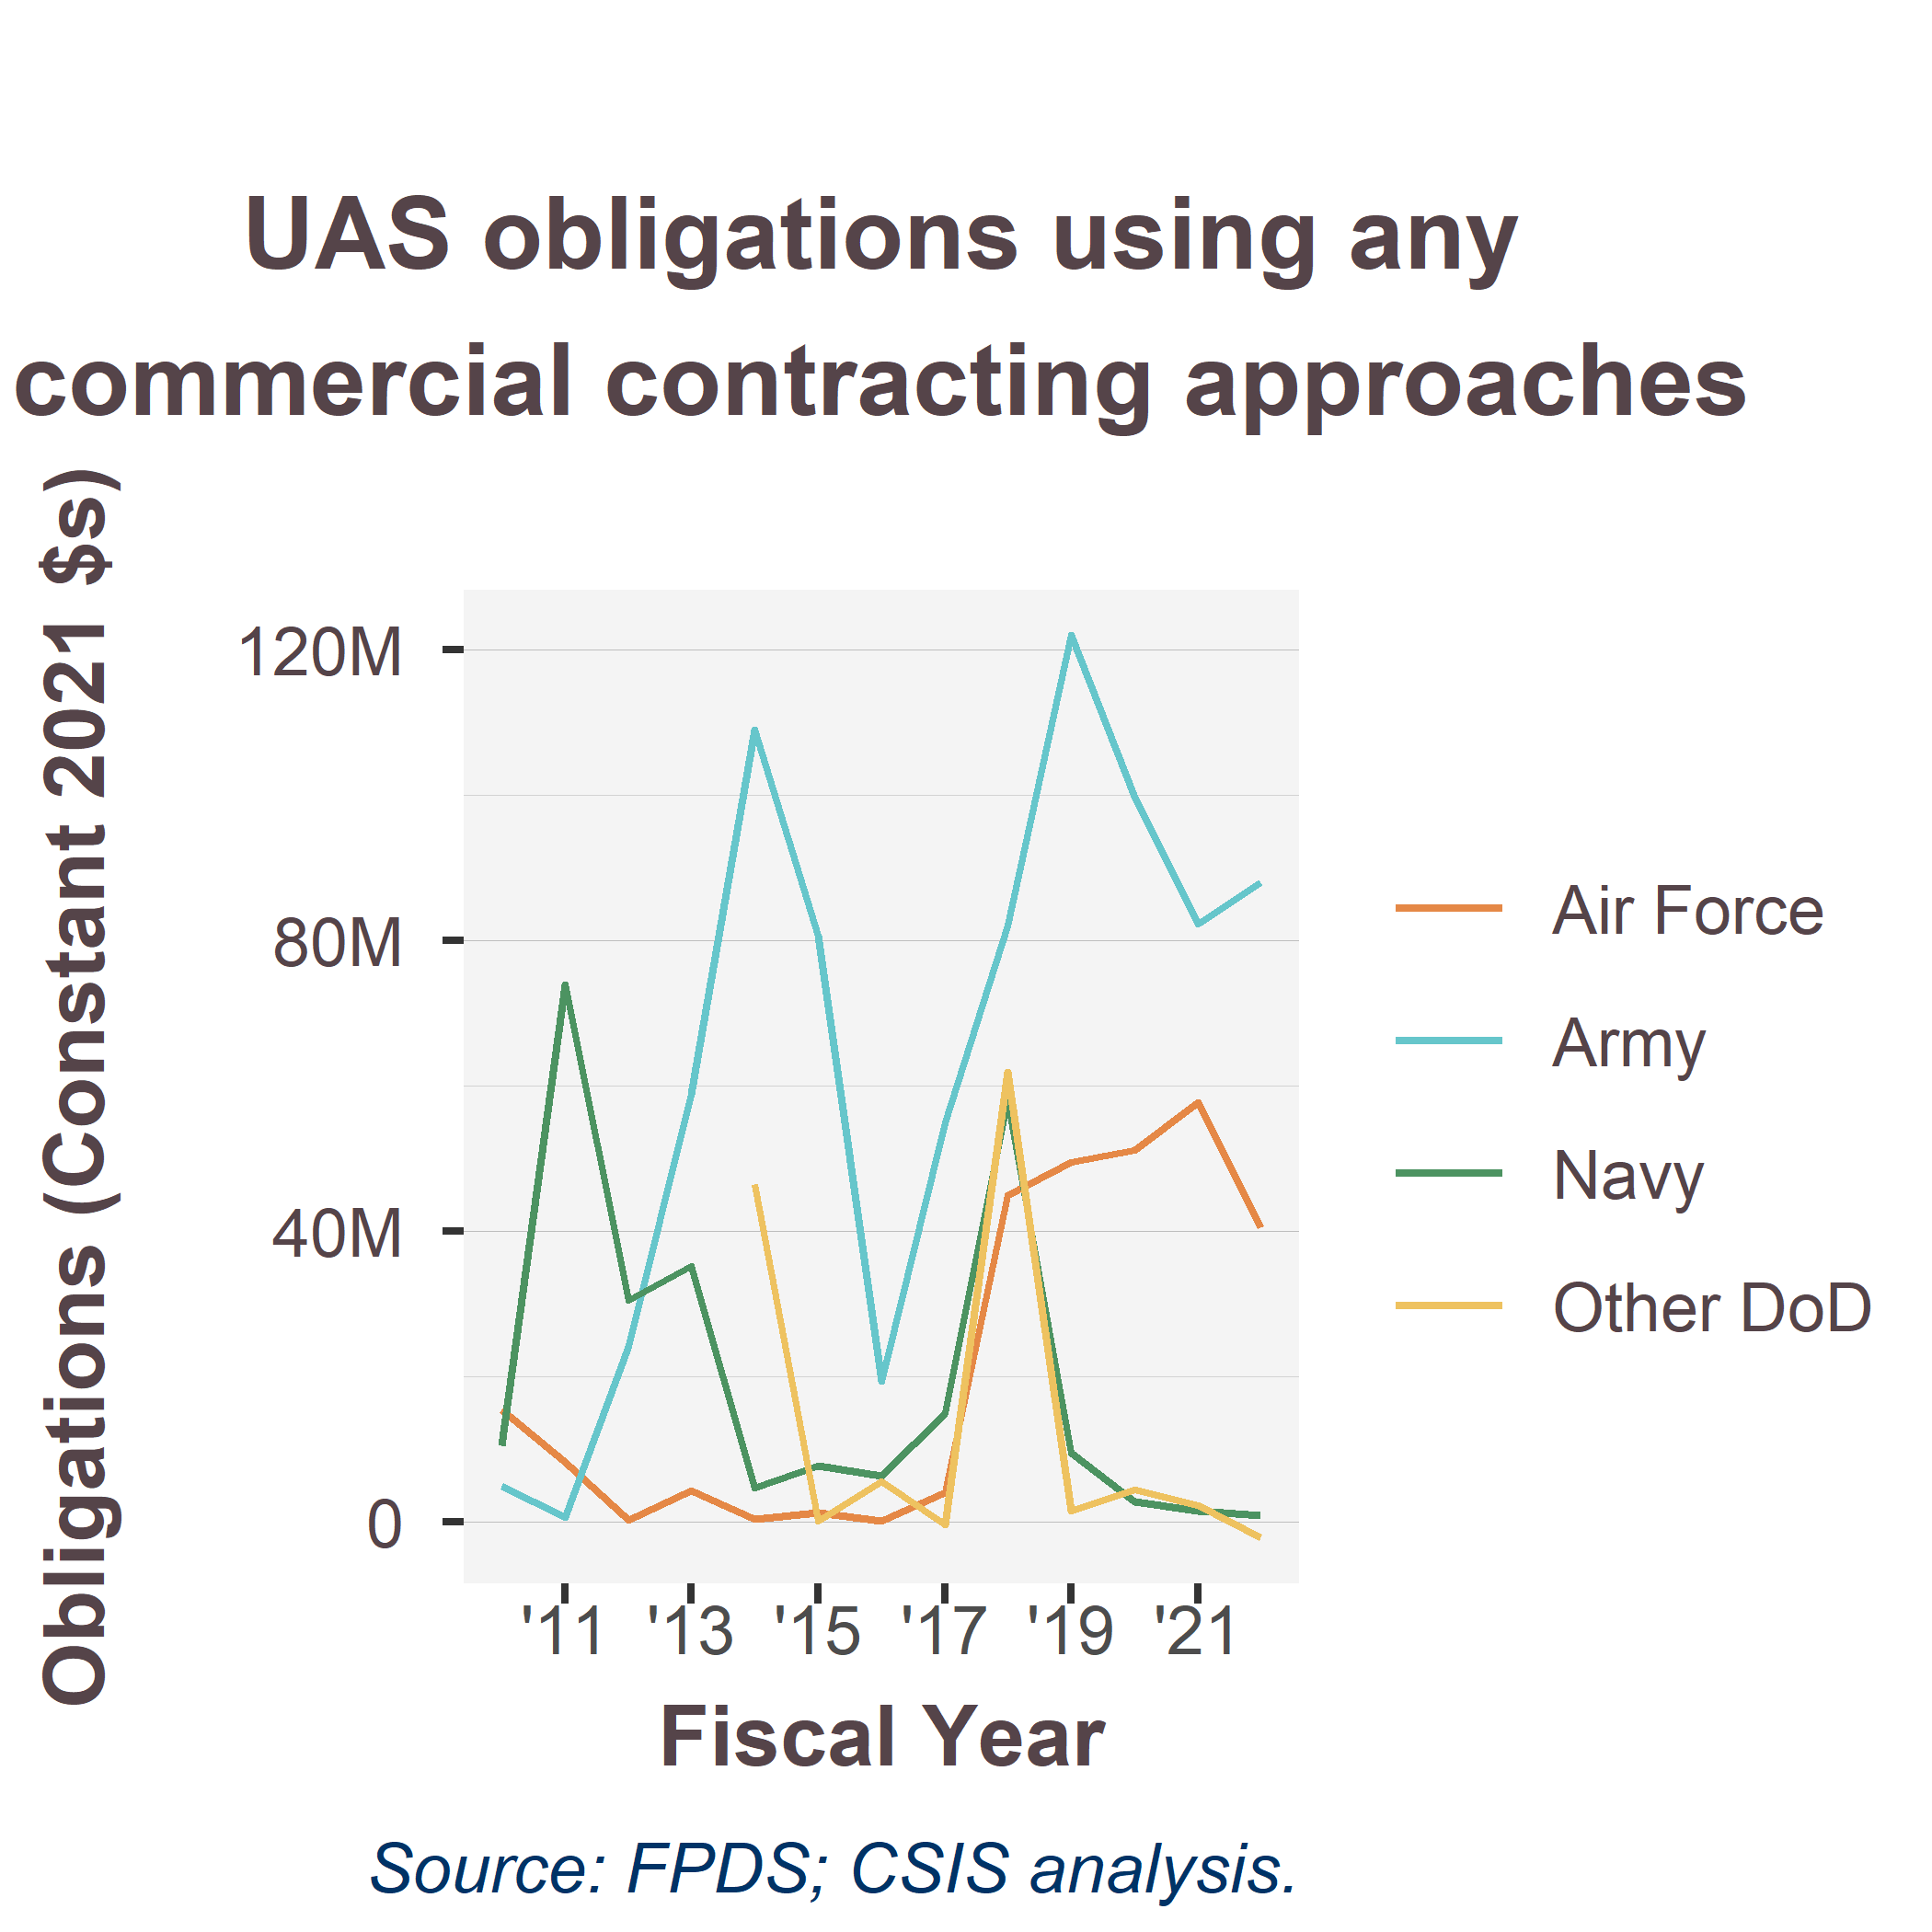 UAS obligations using any
commercial contracting approaches
Obligations (Constant 2021 $s)
120M
80M
40M
0
'11 '13 '15 '17 '19 '21
Fiscal Year
Air Force
Army
Navy
Other DoD
Source: FPDS; CSIS analysis.